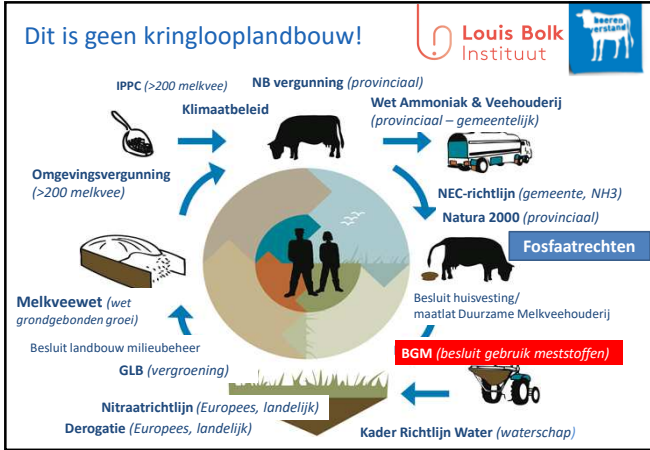 Dit is geen kringlooplandbouw!
Louis Bolk
Instituut
boeren
verstand
IPPC (>200 melkvee)
NB vergunning (provinciaal)
Klimaatbeleid
Wet Ammoniak & Veehouderij
(provinciaal – gemeentelijk)
Omgevingsvergunning
(>200 melkvee)
NEC-richtlijn (gemeente, NH3)
Natura 2000 (provinciaal)
Fosfaatrechten
Melkveewet (wet
grondgebonden groei)
Besluit huisvesting/
maatlat Duurzame Melkveehouderij
Besluit landbouw milieubeheer
BGM (besluit gebruik meststoffen)
GLB (vergroening)
Nitraatrichtlijn (Europees, landelijk)
Derogatie (Europees, landelijk)
Kader Richtlijn Water (waterschap)